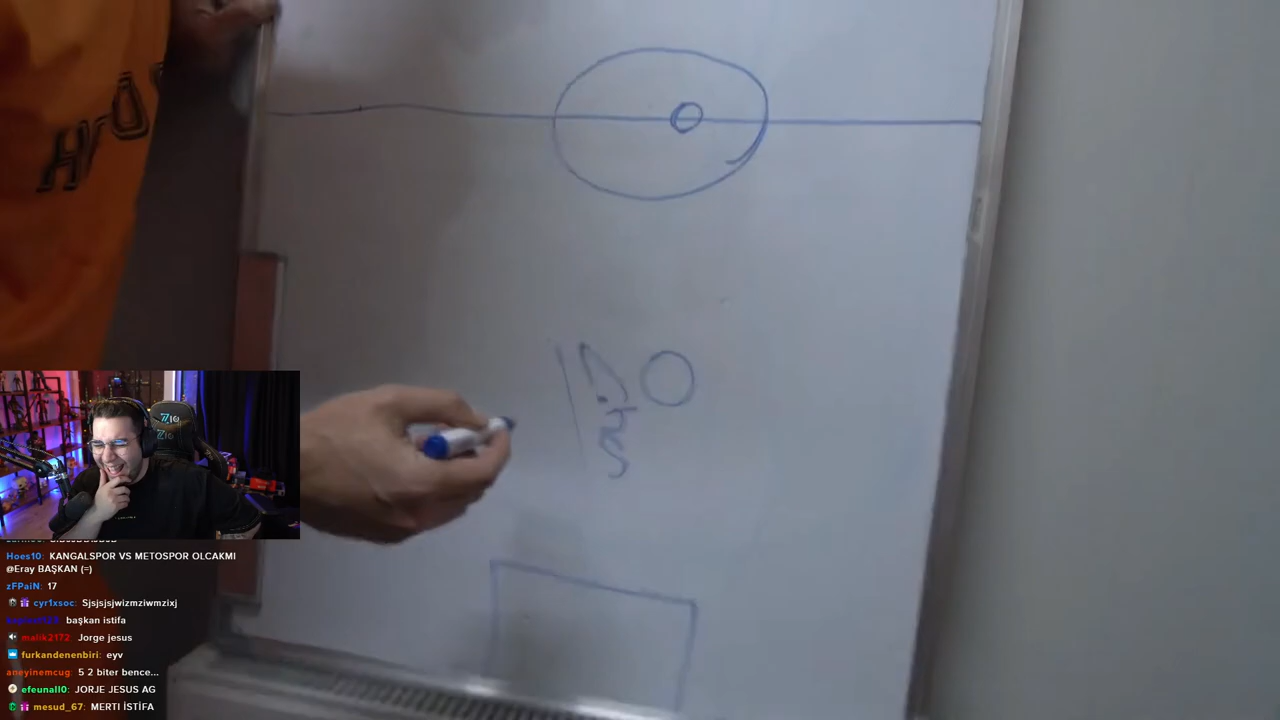 Hoes10: KANGALSPOR VS METOSPOR OLCAKMI
@Eray BAŞKAN (=)
zFPaiN: 17
cyr1xsoc: Sjsjsjsjwizmziwmzixj
başkan istifa
malik2172: Jorge jesus
furkandenenbiri: eyv
aneyinemcug: 5 2 biter bence...
efeunall0: JORJE JESUS AG
mesud_67: MERTI İSTİFA